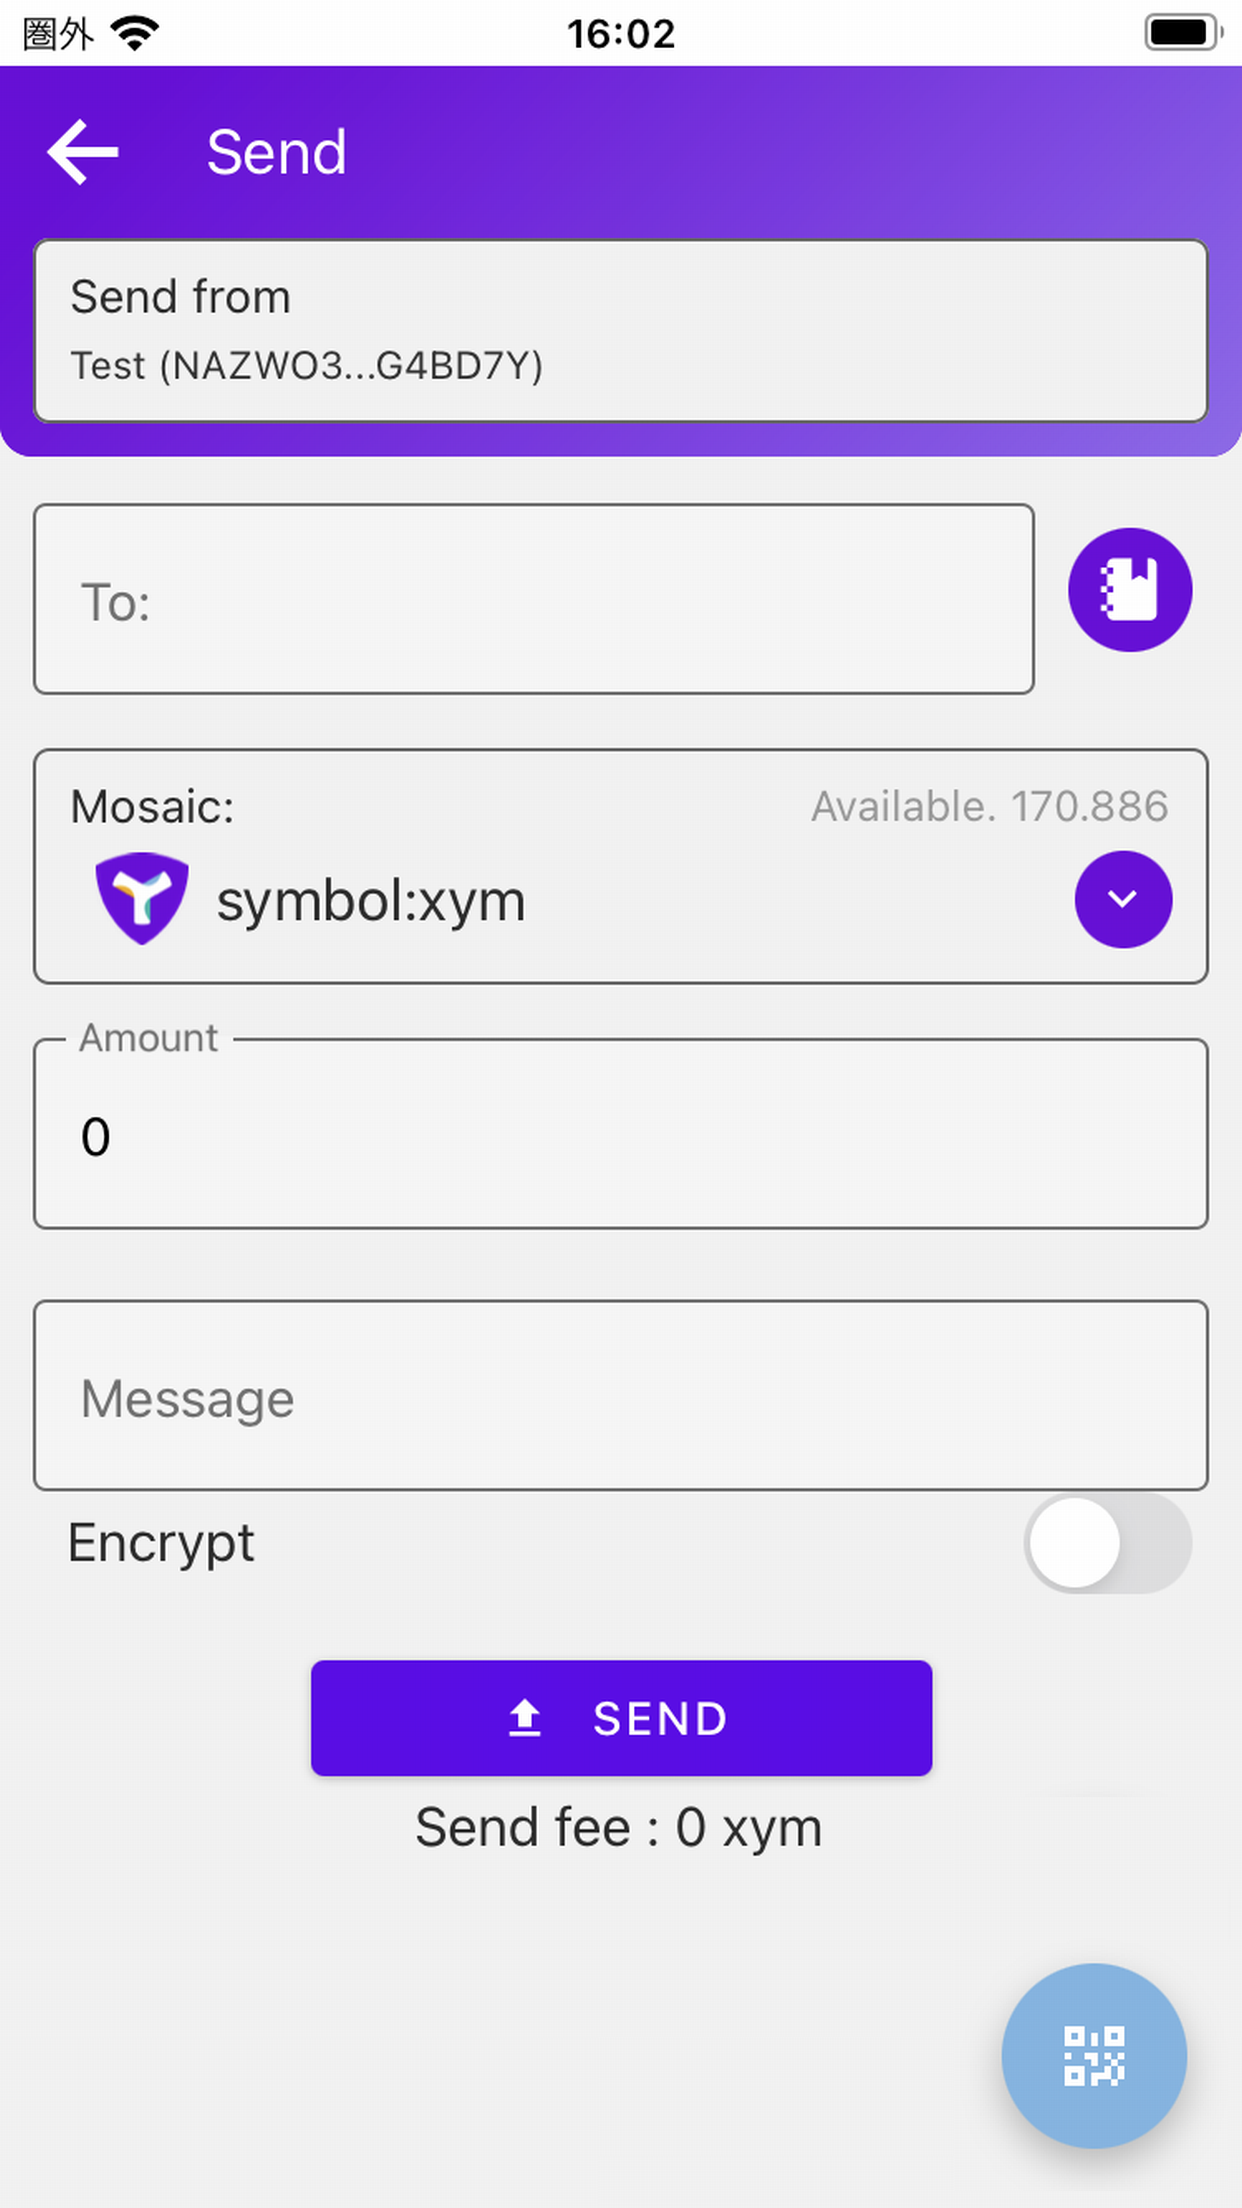 圏外 16:02
Send
Send from
Test (NAZWO3...G4BD7Y)
To:
Mosaic: Available. 170.886
symbol:xym
Amount
0
Message
Encrypt
SEND
Send fee : 0 xym